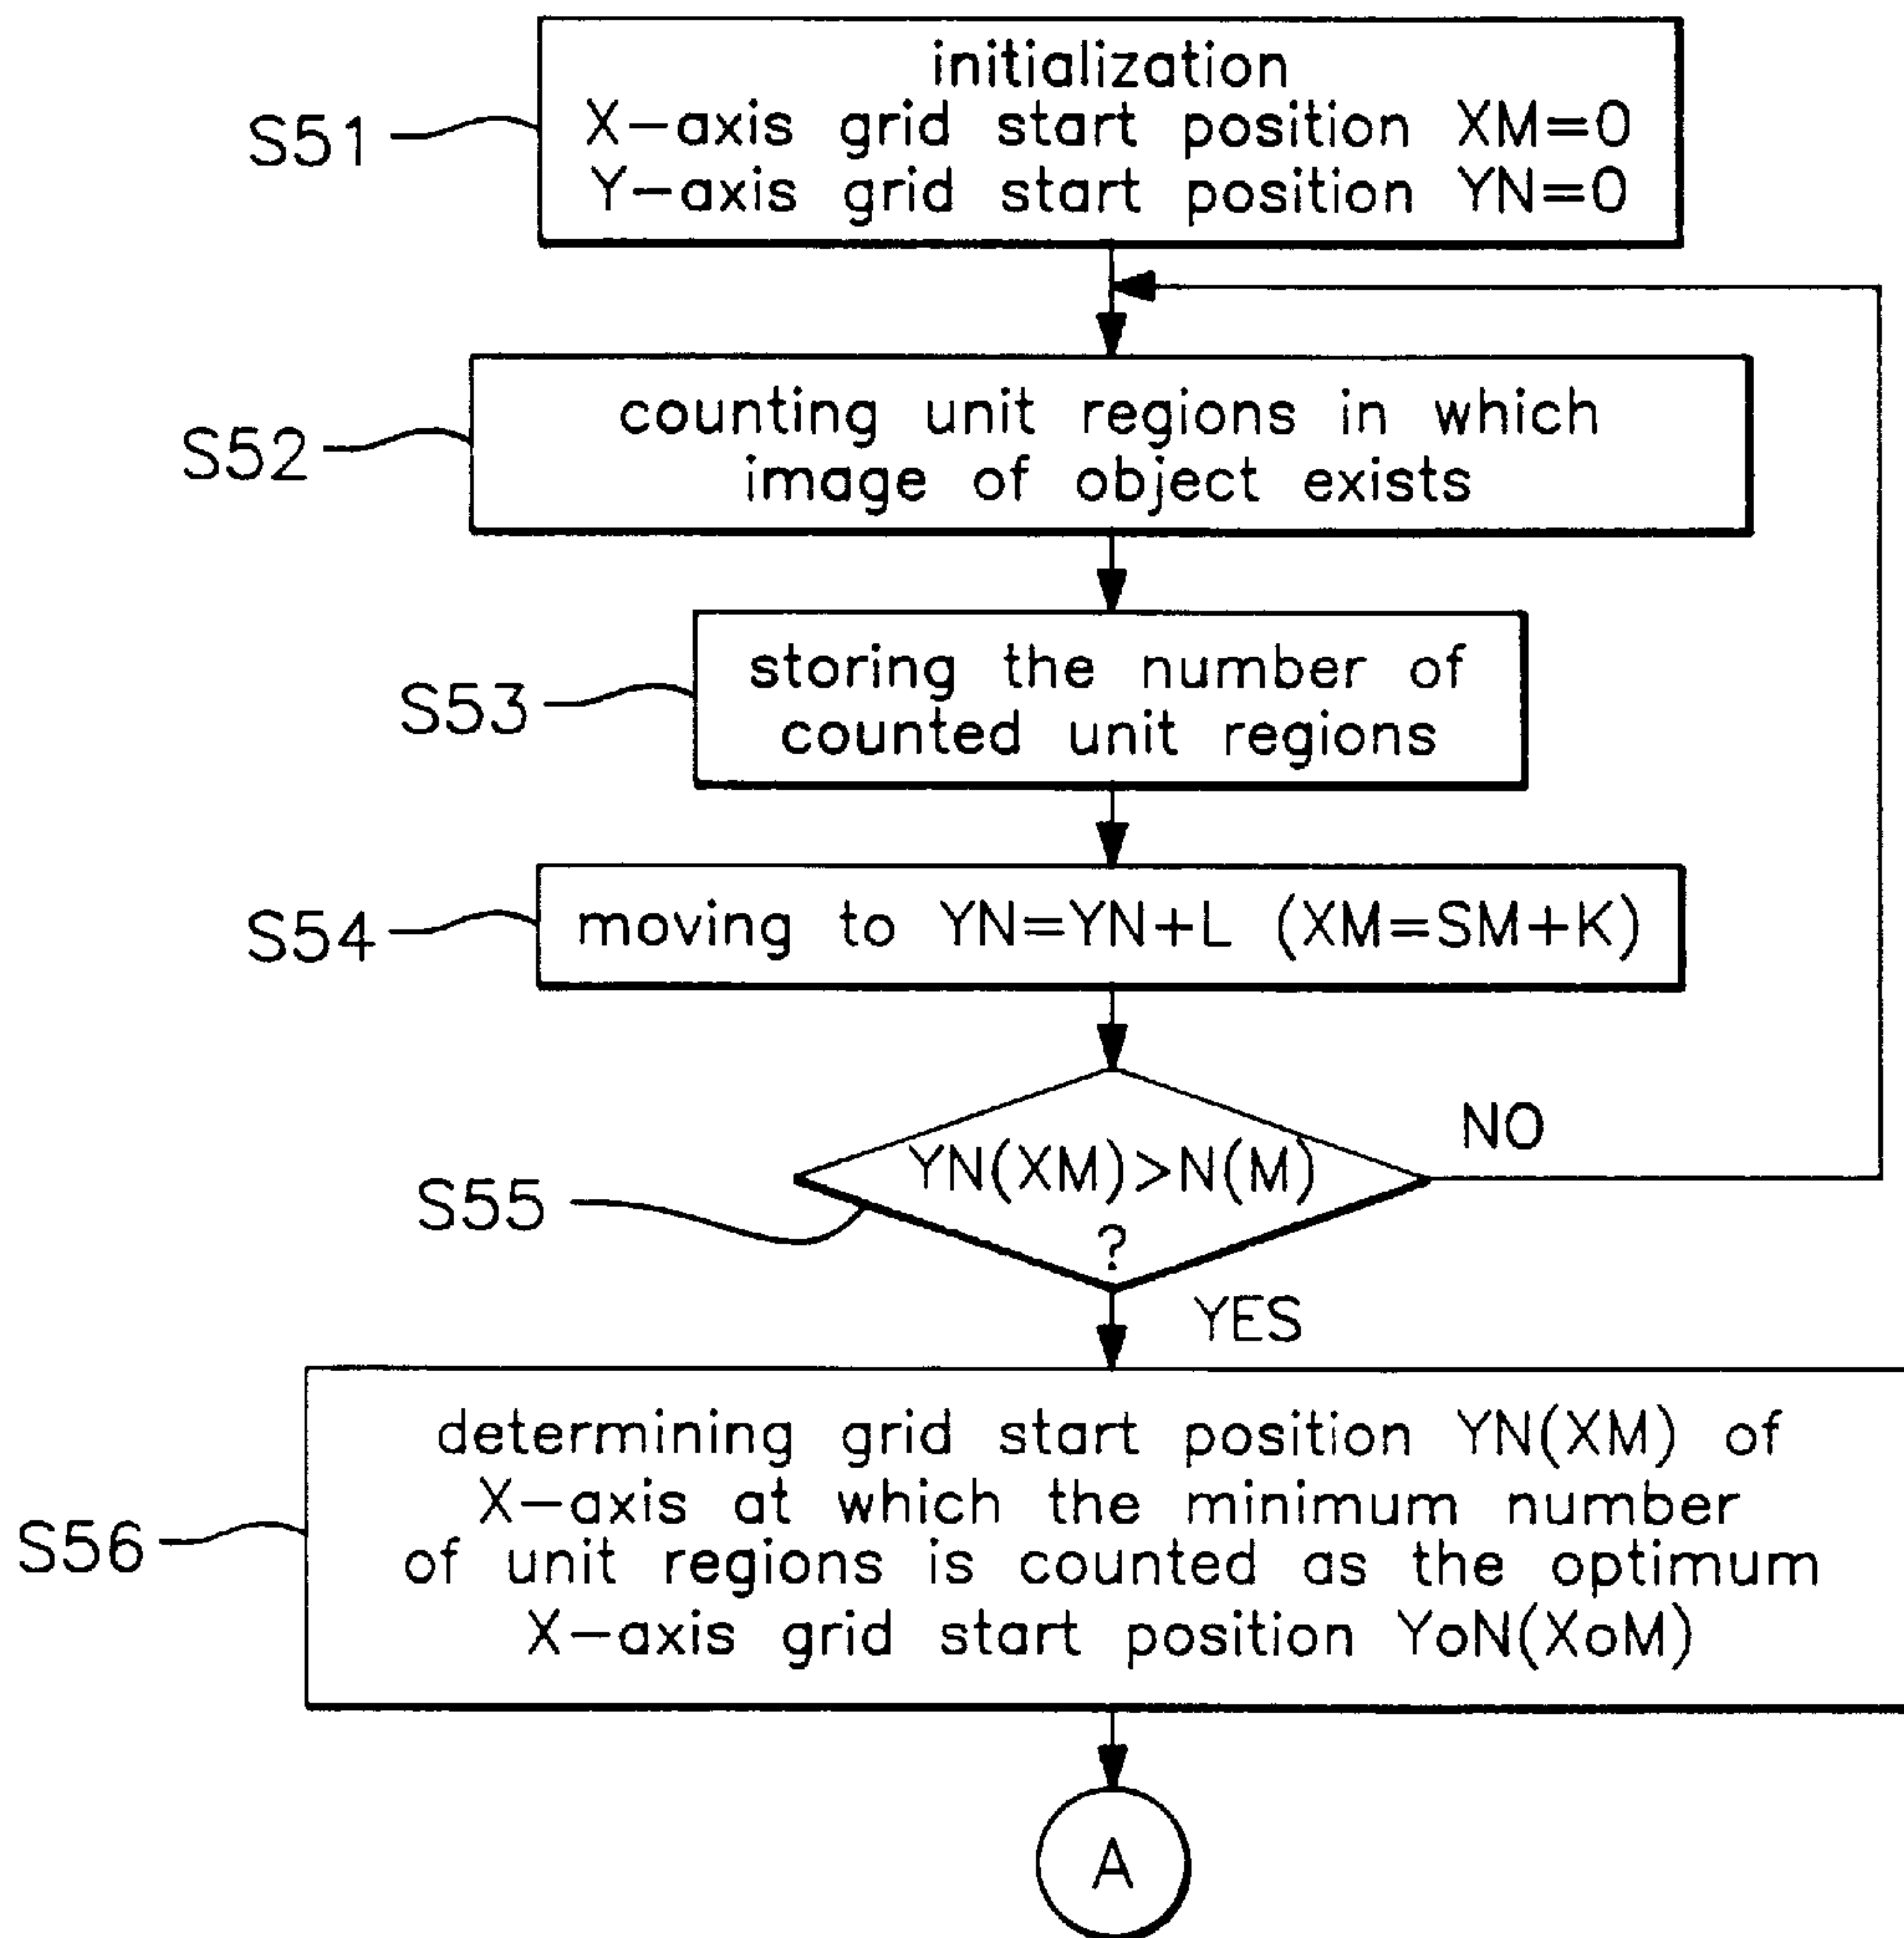 initialization
X-axis grid start position XM=0
Y-axis grid start position YN=0
S51
counting unit regions in which
image of object exists
S52
storing the number of
counted unit regions
S53
moving to YN=YN+L (XM=SM+K)
S54
YN(XM)>N(M)
?
NO
S55
YES
determining grid start position YN(XM) of
X-axis at which the minimum number
of unit regions is counted as the optimum
X-axis grid start position YoN(XoM)
S56
A